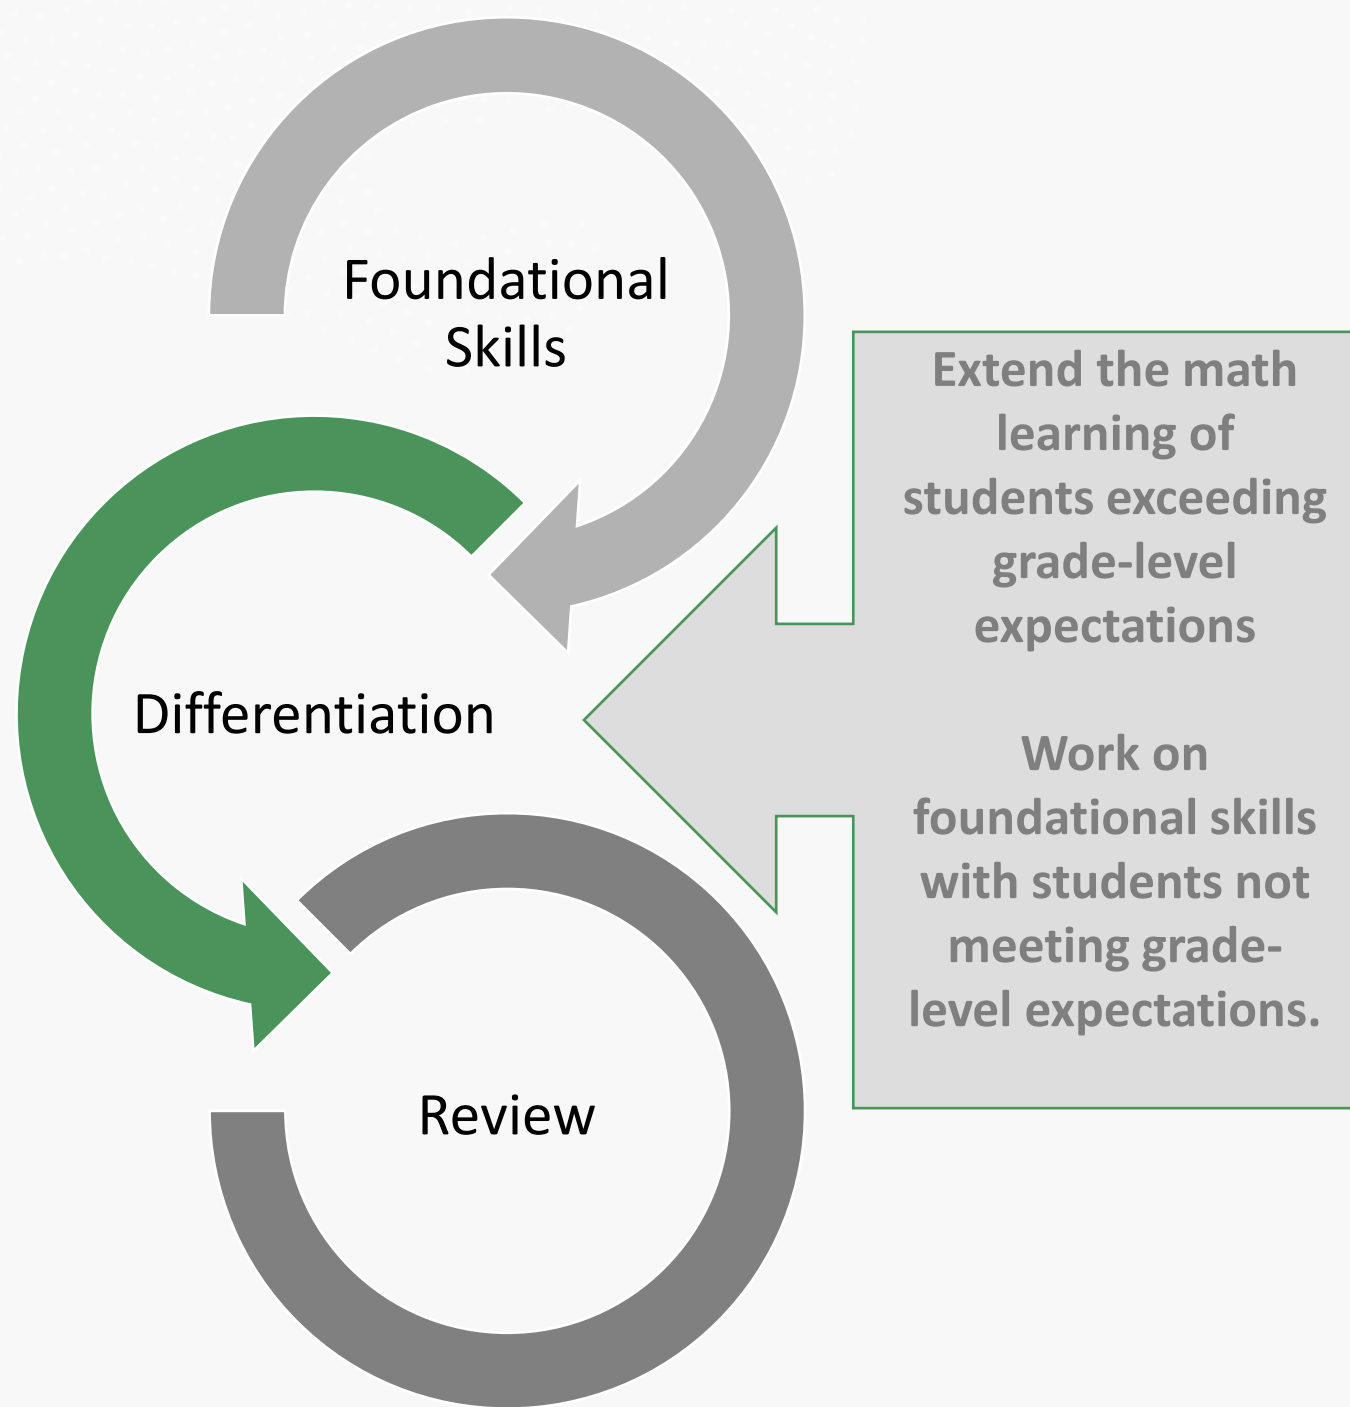 Foundational
Skills
Extend the math
learning of
students exceeding
grade-level
expectations
Differentiation
Work on
foundational skills
with students not
meeting grade-
level expectations.
Review